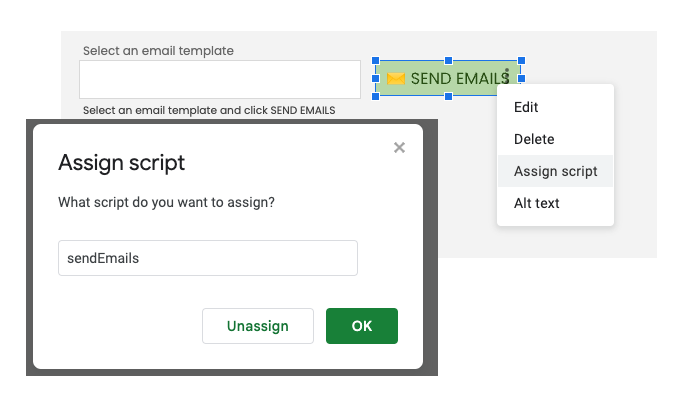 Select an email template
✉️ SEND EMAILS
Select an email template and click SEND EMAILS
Edit
Delete
Assign script
Alt text
Assign script
What script do you want to assign?
sendEmails
Unassign
OK